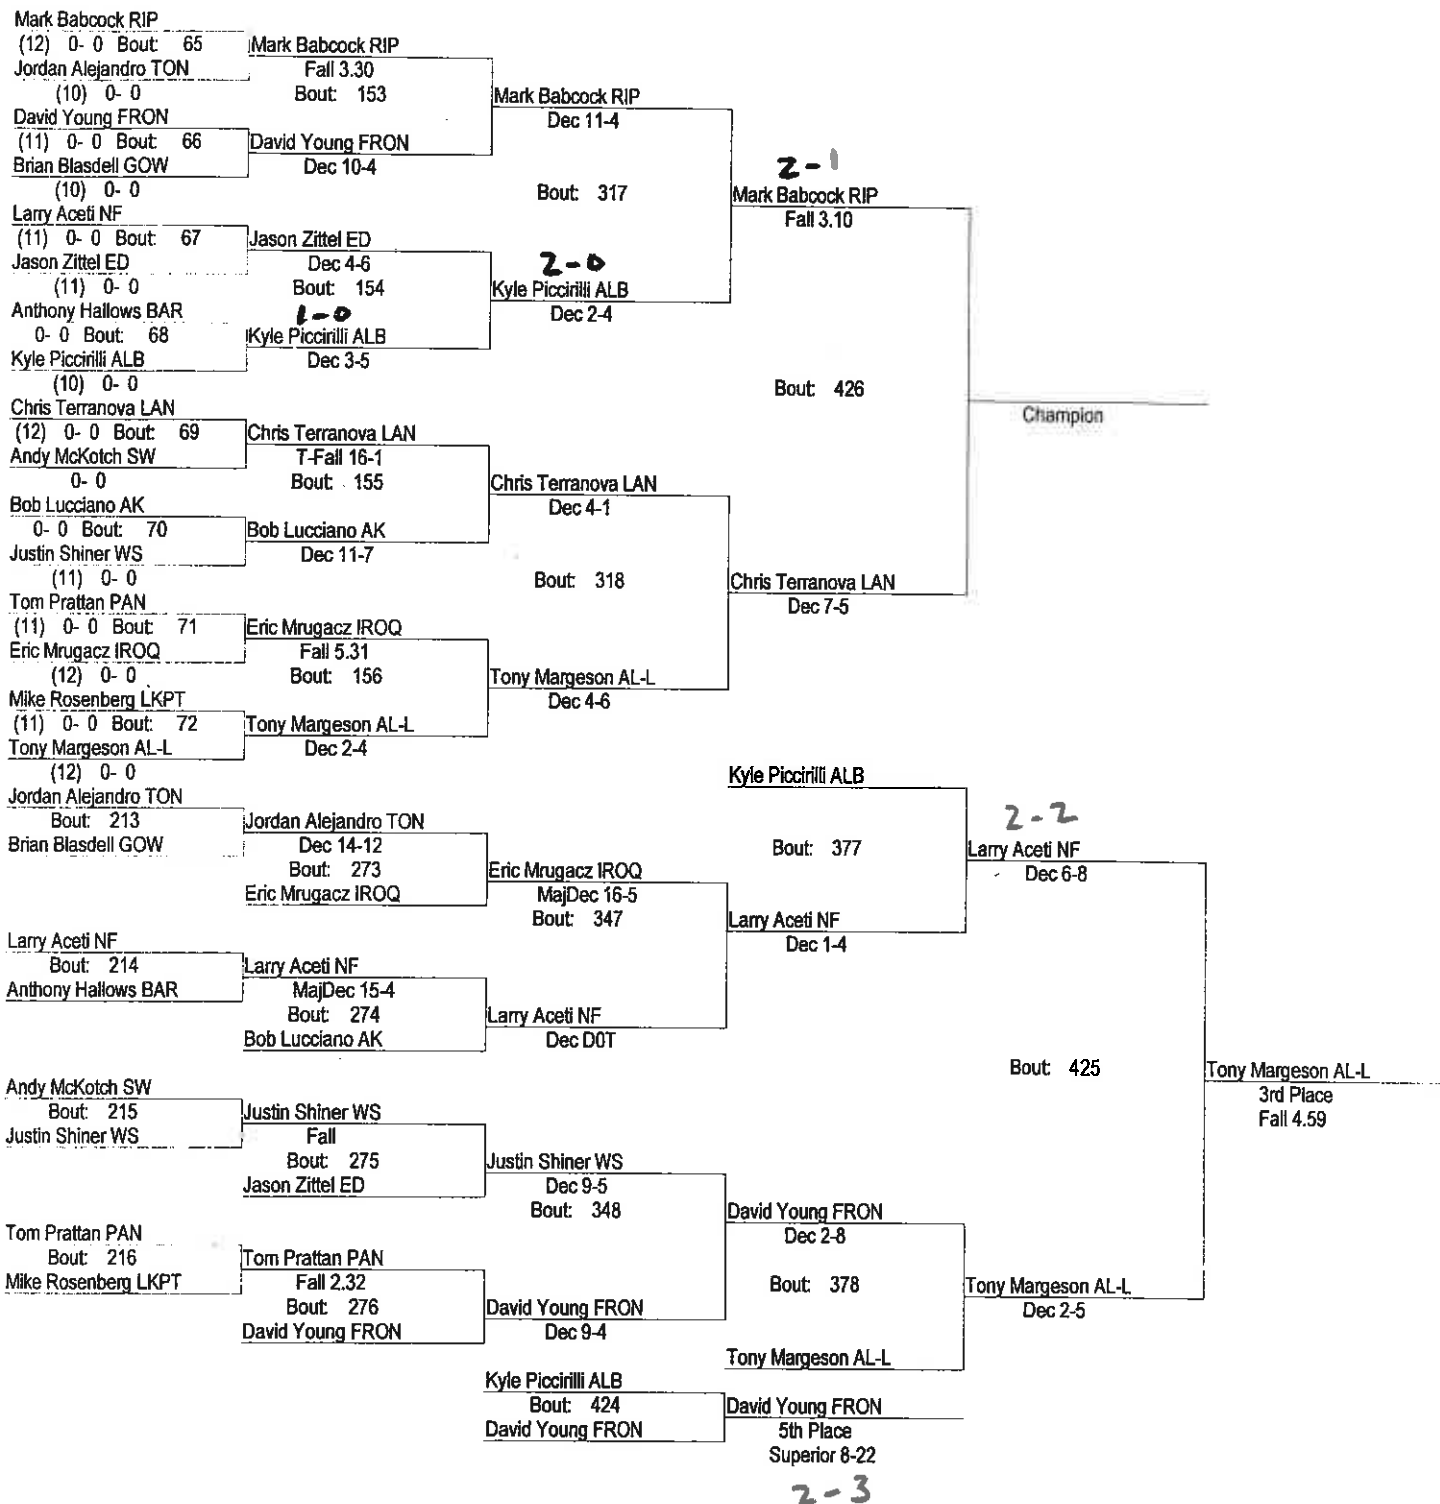 Mark Babcock RIP
(12) 0- 0 Bout: 65
Jordan Alejandro TON
(10) 0- 0
David Young FRON
(11) 0- 0 Bout: 66
Brian Blasdell GOW
(10) 0- 0
Larry Aceti NF
(11) 0- 0 Bout: 67
Jason Zittel ED
(11) 0- 0
Anthony Hallows BAR
0- 0 Bout: 68
Kyle Piccirilli ALB
(10) 0- 0
Chris Terranova LAN
(12) 0- 0 Bout: 69
Andy McKotch SW
0- 0
Bob Lucciano AK
0- 0 Bout: 70
Justin Shiner WS
(11) 0- 0
Tom Prattan PAN
(11) 0- 0 Bout: 71
Eric Mrugacz IROQ
(12) 0- 0
Mike Rosenberg LKPT
(11) 0- 0 Bout: 72
Tony Margeson AL-L
(12) 0- 0
Mark Babcock RIP
Fall 3.30
Bout: 153
David Young FRON
Dec 10-4
Jason Zittel ED
Dec 4-6
Bout: 154
1-0
Kyle Piccirilli ALB
Dec 3-5
Chris Terranova LAN
T-Fall 16-1
Bout: 155
Bob Lucciano AK
Dec 11-7
Eric Mrugacz IROQ
Fall 5.31
Bout: 156
Tony Margeson AL-L
Dec 2-4
Mark Babcock RIP
Dec 11-4
Bout: 317
2-0
Kyle Piccirilli ALB
Dec 2-4
Chris Terranova LAN
Dec 4-1
Bout: 318
Tony Margeson AL-L
Dec 4-6
2-1
Mark Babcock RIP
Fall 3.10
Bout: 426
Chris Terranova LAN
Dec 7-5
Champion
Jordan Alejandro TON
Bout: 213
Brian Blasdell GOW
Larry Aceti NF
Bout: 214
Anthony Hallows BAR
Andy McKotch SW
Bout: 215
Justin Shiner WS
Tom Prattan PAN
Bout: 216
Mike Rosenberg LKPT
Jordan Alejandro TON
Dec 14-12
Bout: 273
Eric Mrugacz IROQ
Larry Aceti NF
MajDec 15-4
Bout: 274
Bob Lucciano AK
Justin Shiner WS
Fall
Bout: 275
Jason Zittel ED
Tom Prattan PAN
Fall 2.32
Bout: 276
David Young FRON
Eric Mrugacz IROQ
MajDec 16-5
Bout: 347
Larry Aceti NF
Dec D0T
Justin Shiner WS
Dec 9-5
Bout: 348
David Young FRON
Dec 9-4
Kyle Piccirilli ALB
Bout: 377
Larry Aceti NF
Dec 1-4
David Young FRON
Dec 2-8
Bout: 378
Tony Margeson AL-L
2-2
Larry Aceti NF
Dec 6-8
Bout: 425
Tony Margeson AL-L
Dec 2-5
Tony Margeson AL-L
3rd Place
Fall 4.59
Kyle Piccirilli ALB
Bout: 424
David Young FRON
David Young FRON
5th Place
Superior 8-22
2-3